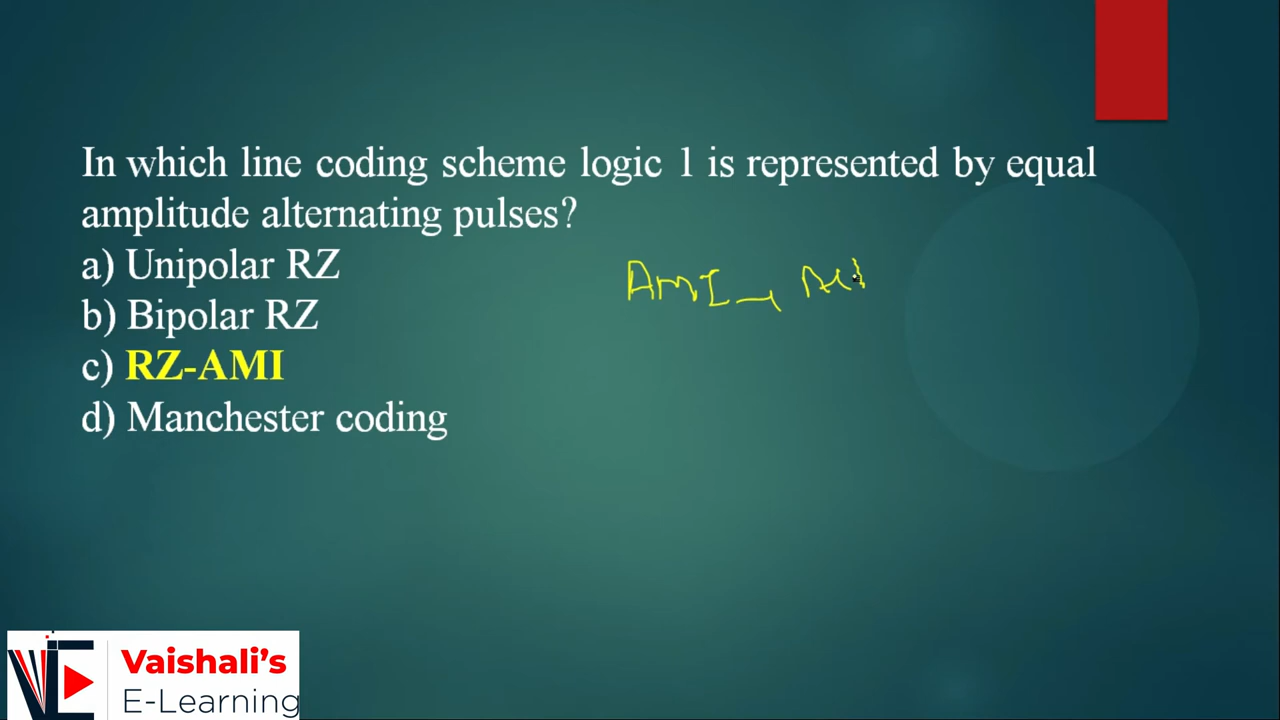 In which line coding scheme logic 1 is represented by equal
amplitude alternating pulses?
a) Unipolar RZ
b) Bipolar RZ
c) RZ-AMI
d) Manchester coding
AMI →
Vaishali's
E-Learning